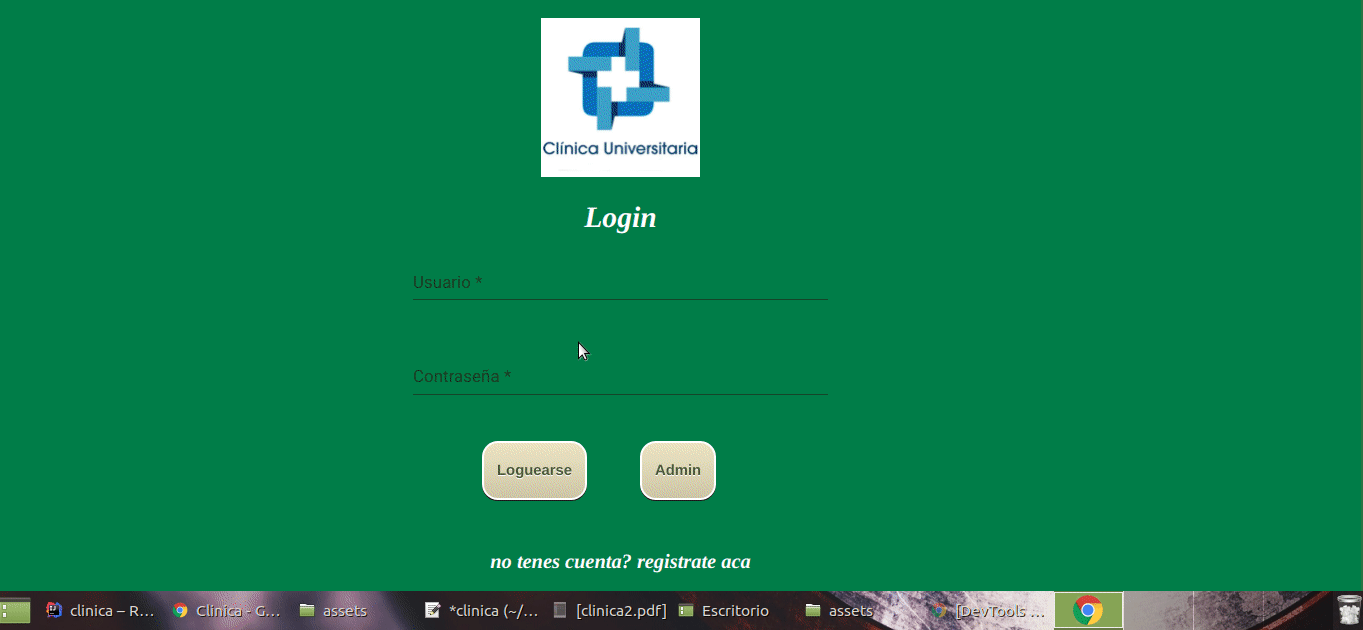 Clínica Universitaria
Login
Usuario *
Contraseña *
Loguearse Admin
no tenes cuenta? registrate aca
clinica – R... Clinica - G... assets *clinica (~/... [clinica2.pdf] Escritorio assets [DevTools ...